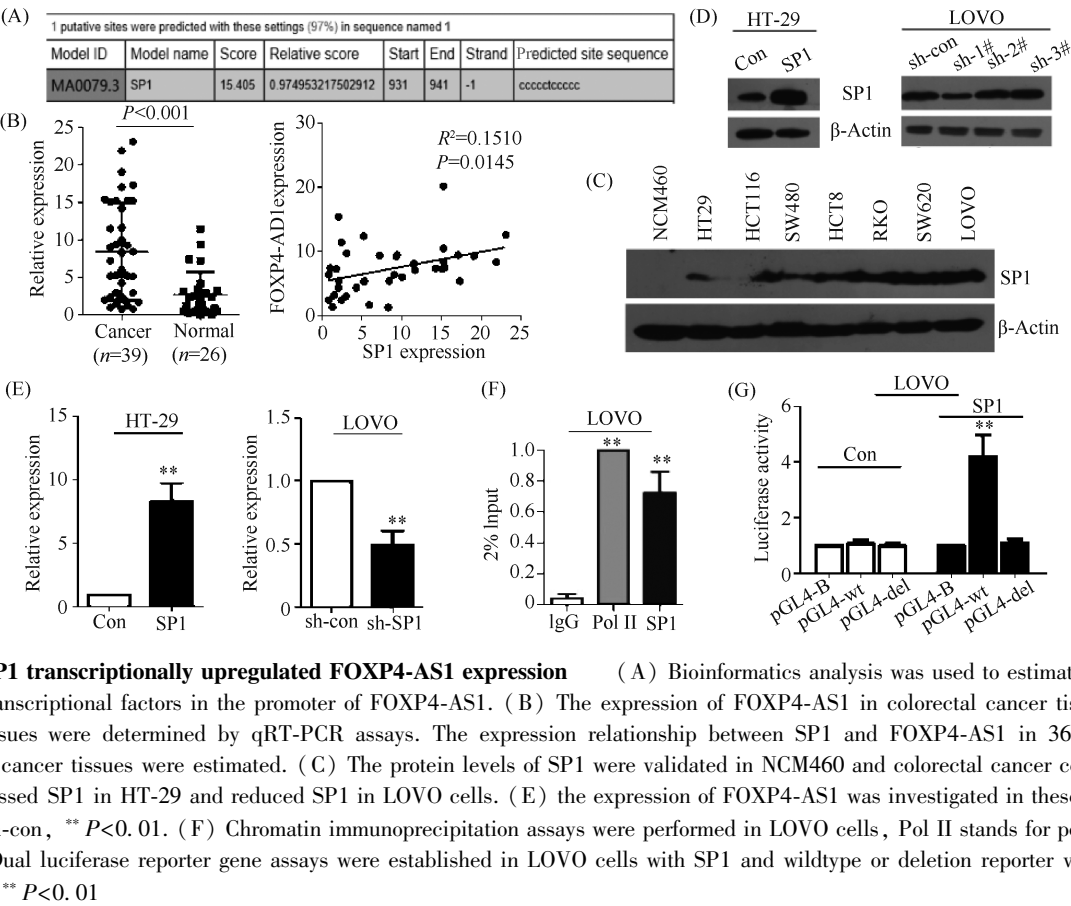 (A)
1 putative sites were predicted with these settings (97%) in sequence named 1
Model ID Model name Score Relative score Start End Strand Predicted site sequence
MA0079.3 SP1 15.405 0.974953217502912 931 941 -1 ccccctccccc
(B)
P<0.001
Relative expression
25
20
15
10
5
0
Cancer Normal
(n=39) (n=26)
FOXP4-AD1expression
30
20
10
0
R²=0.1510
P=0.0145
0 5 10 15 20 25
SP1 expression
(D)
HT-29 LOVO
Con SP1 sh-con sh-1# sh-2# sh-3#
SP1
β-Actin
(C)
NCM460 HT29 HCT116 SW480 HCT8 RKO SW620 LOVO
SP1
β-Actin
(E)
Relative expression
15
10
5
0
HT-29
**
Con SP1
Relative expression
1.5
1.0
0.5
0.0
LOVO
**
sh-con sh-SP1
(F)
2% Input
1.0
0.8
0.6
0.4
0.2
0
LOVO
** **
IgG Pol II SP1
(G)
Luciferase activity
6
4
2
0
LOVO
Con SP1
**
pGL4-B pGL4-wt pGL4-del pGL4-B pGL4-wt pGL4-del
P1 transcriptionally upregulated FOXP4-AS1 expression (A) Bioinformatics analysis was used to estimat
anscriptional factors in the promoter of FOXP4-AS1. (B) The expression of FOXP4-AS1 in colorectal cancer tis
ssues were determined by qRT-PCR assays. The expression relationship between SP1 and FOXP4-AS1 in 36
cancer tissues were estimated. (C) The protein levels of SP1 were validated in NCM460 and colorectal cancer c
ssed SP1 in HT-29 and reduced SP1 in LOVO cells. (E) the expression of FOXP4-AS1 was investigated in these
-con, ** P<0. 01. (F) Chromatin immunoprecipitation assays were performed in LOVO cells, Pol II stands for p
Dual luciferase reporter gene assays were established in LOVO cells with SP1 and wildtype or deletion reporter v
** P<0. 01